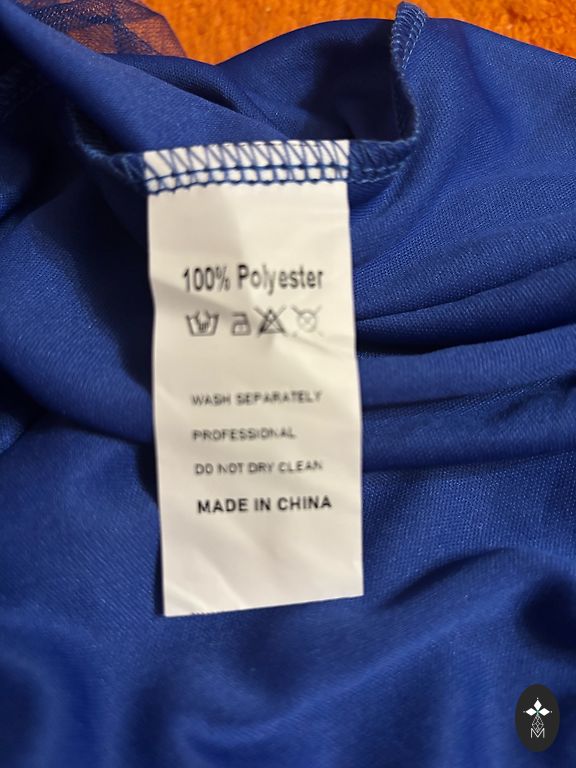 100% Polyester
WASH SEPARATELY
PROFESSIONAL
DO NOT DRY CLEAN
MADE IN CHINA
M